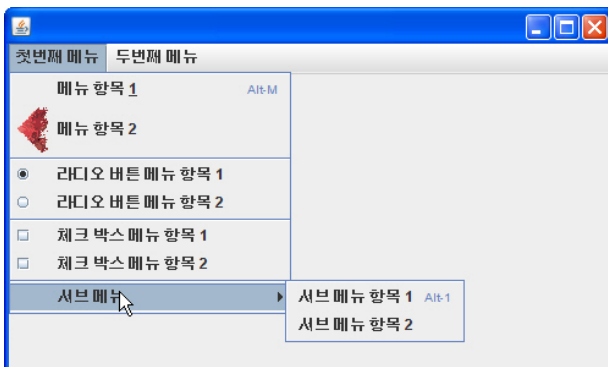 첫번째 메뉴 두번째 메뉴
메뉴 항목 1 Alt-M
메뉴 항목 2
라디오 버튼 메뉴 항목 1
라디오 버튼 메뉴 항목 2
체크 박스 메뉴 항목 1
체크 박스 메뉴 항목 2
서브 메뉴
서브 메뉴 항목 1 Alt-1
서브 메뉴 항목 2